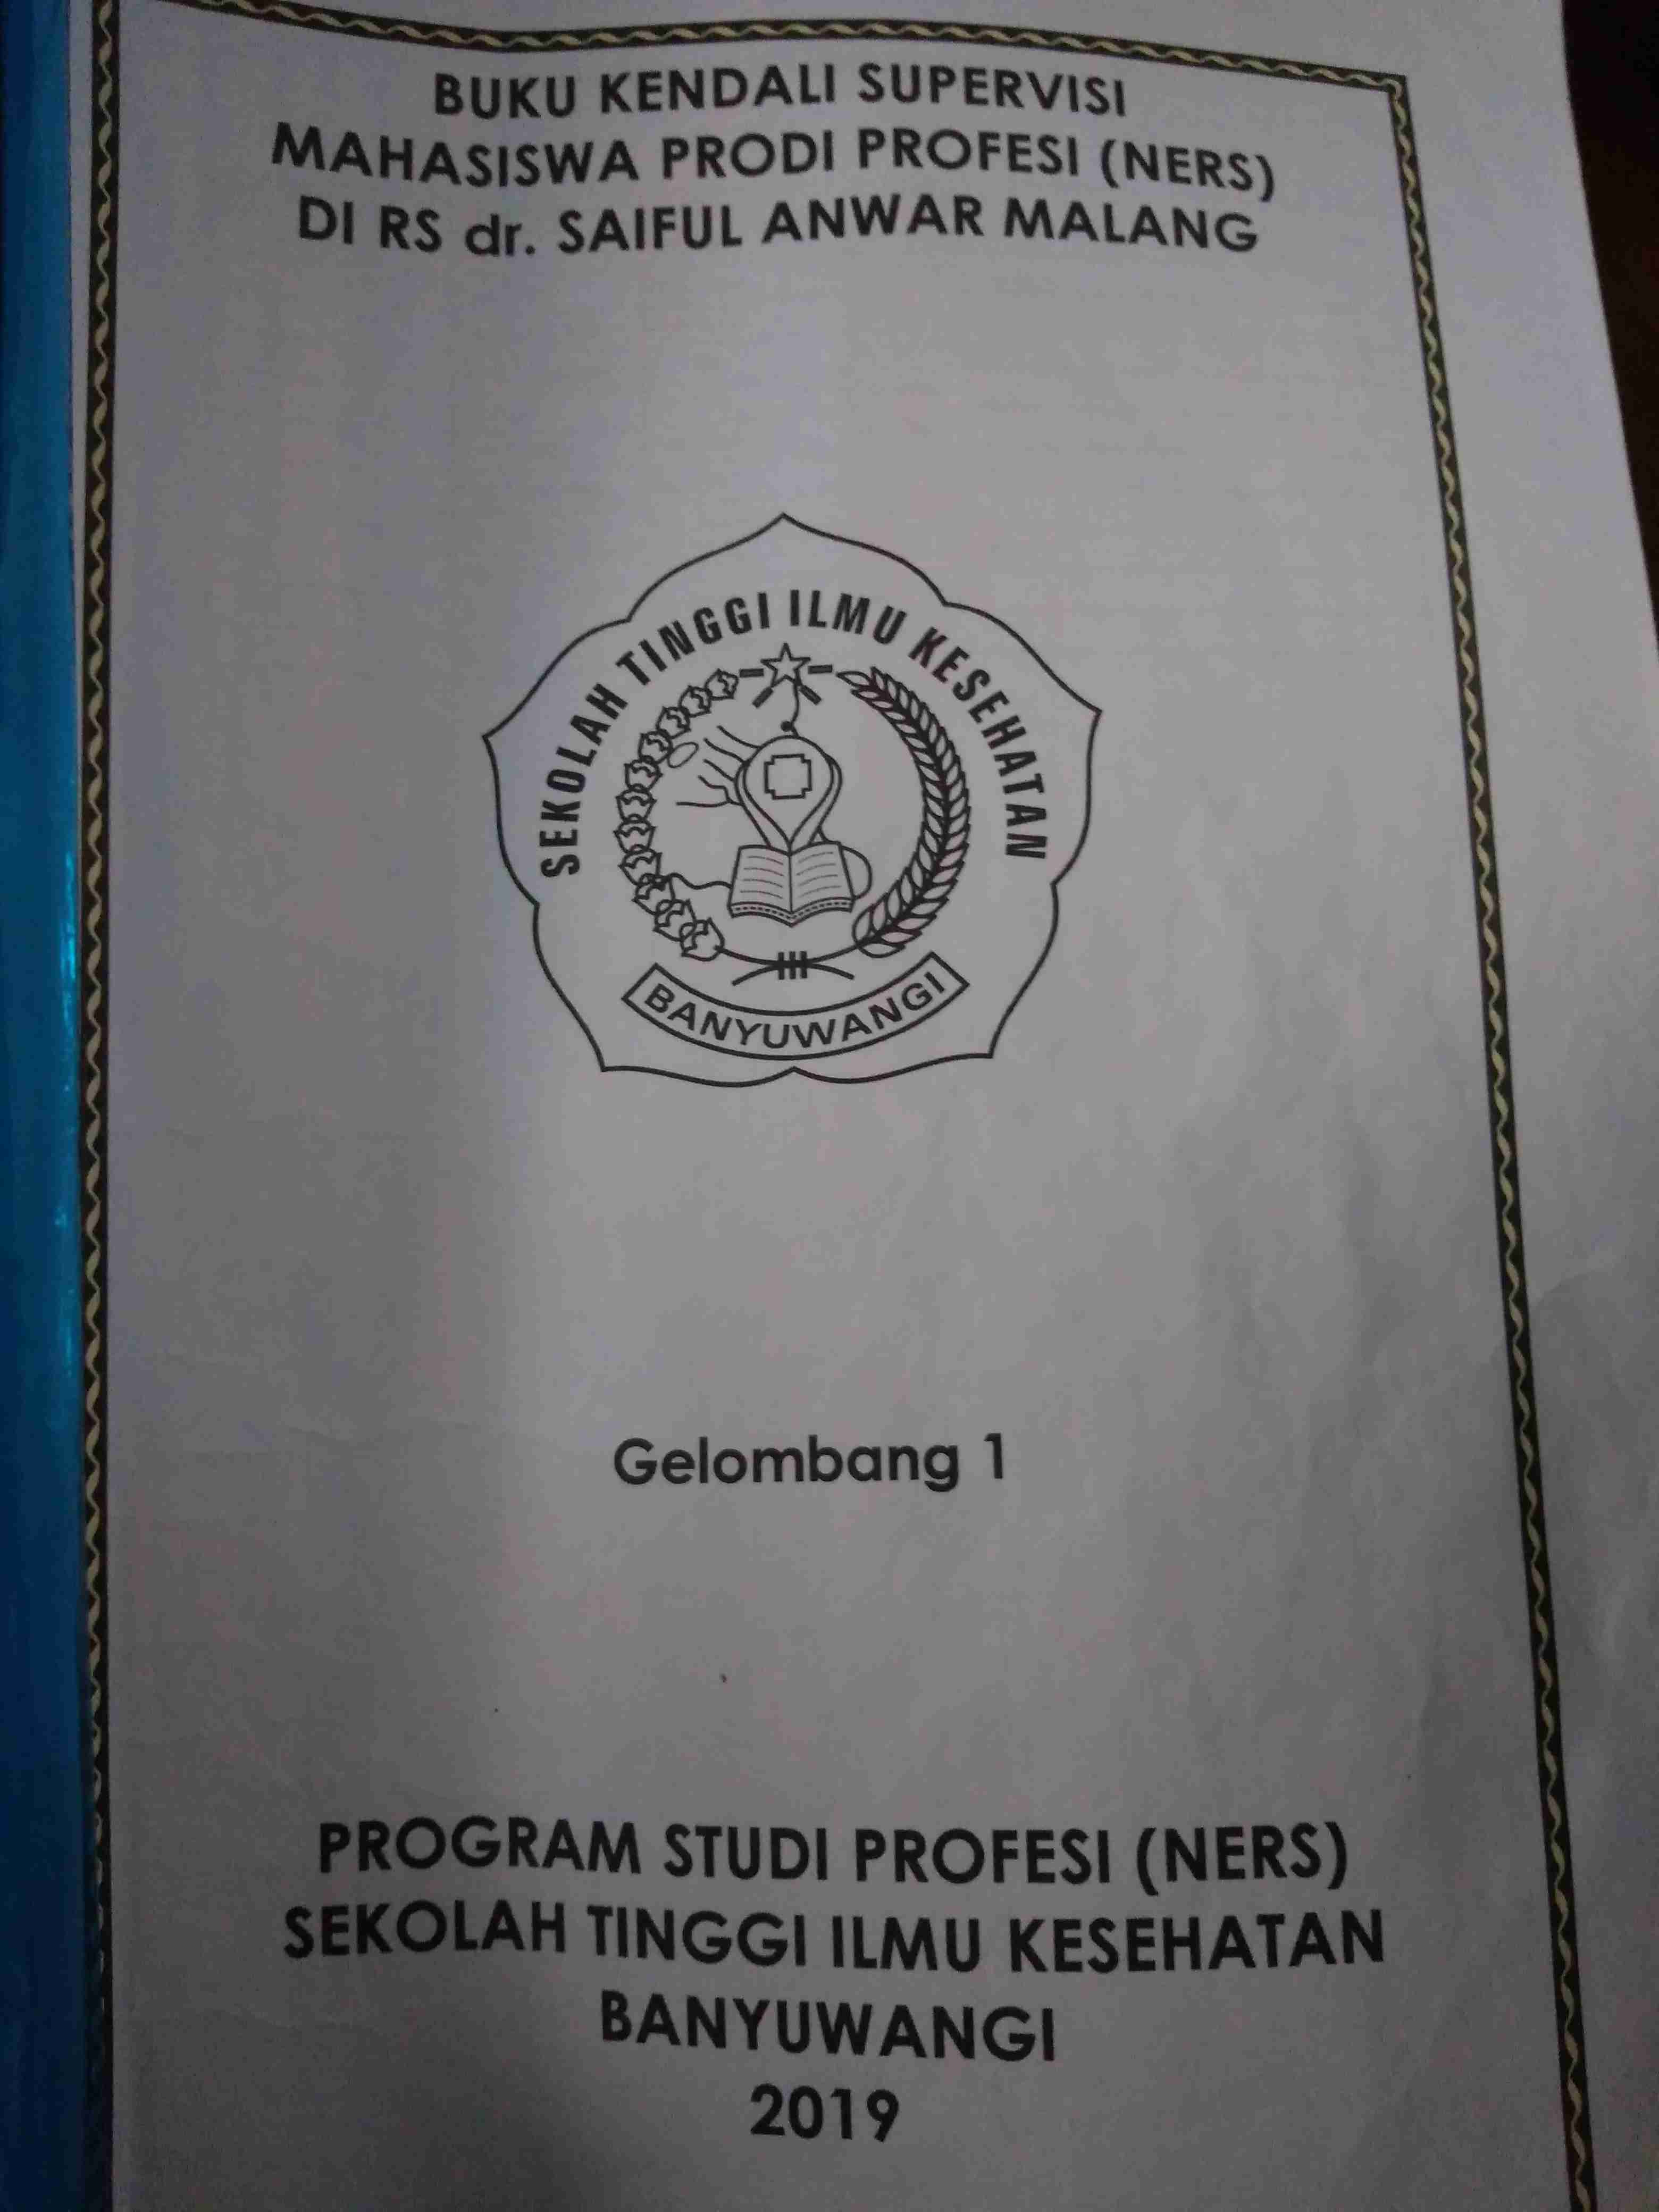 BUKU KENDALI SUPERVISI
MAHASISWA PRODI PROFESI (NERS)
DI RS dr. SAIFUL ANWAR MALANG
SEKOLAH TINGGI ILMU KESEHATAN
BANYUWANGI
Gelombang 1
PROGRAM STUDI PROFESI (NERS)
SEKOLAH TINGGI ILMU KESEHATAN
BANYUWANGI
2019